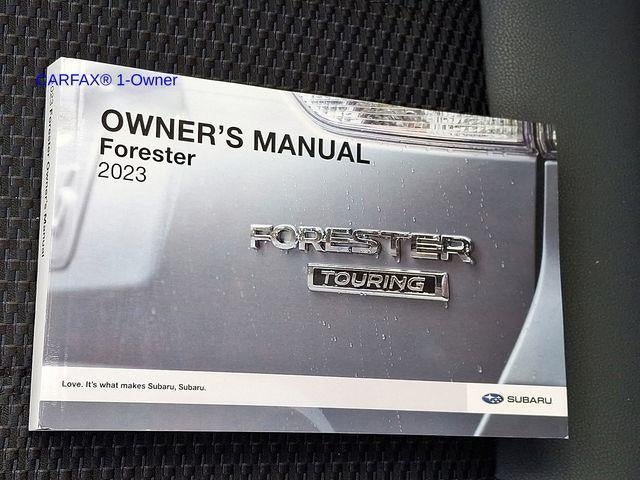 CARFAX® 1-Owner
OWNER'S MANUAL
Forester
2023
2023 Forester Owner's Manual
FORESTER
TOURING
Love. It's what makes Subaru, Subaru.
SUBARU